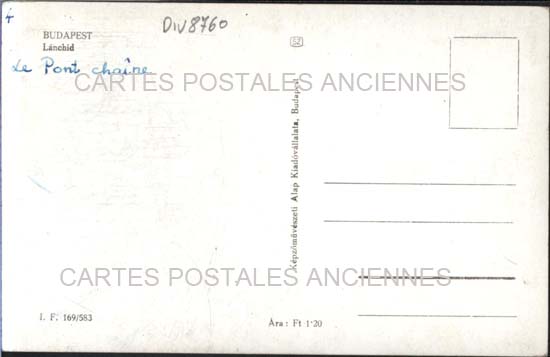 4
DIV8760
BUDAPEST
Lánchíd
Le Pont chaîne
CARTES POSTALES ANCIENNES
Képzőművészeti Alap Kiadóvállalata, Budapest
CARTES POSTALES ANCIENNES
I. F. 169/583
Ára : Ft 1·20